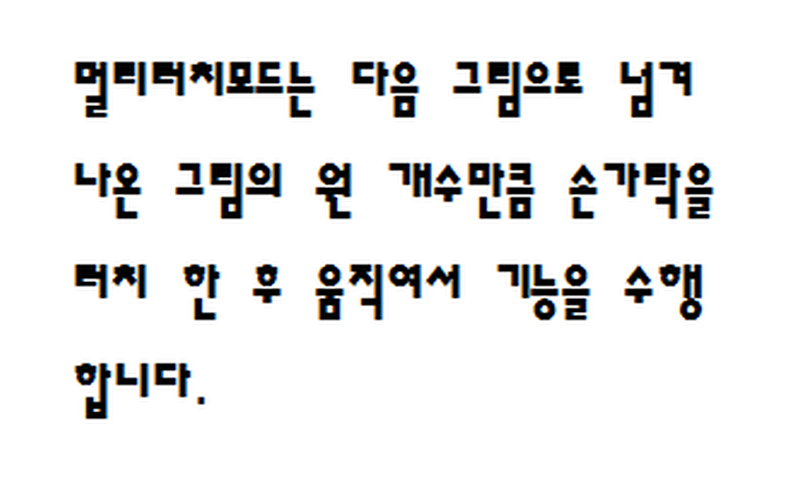 멀티터치모드는 다음 그림으로 넘겨
나온 그림의 원 개수만큼 손가락을
터치 한 후 움직여서 기능을 수행
합니다.